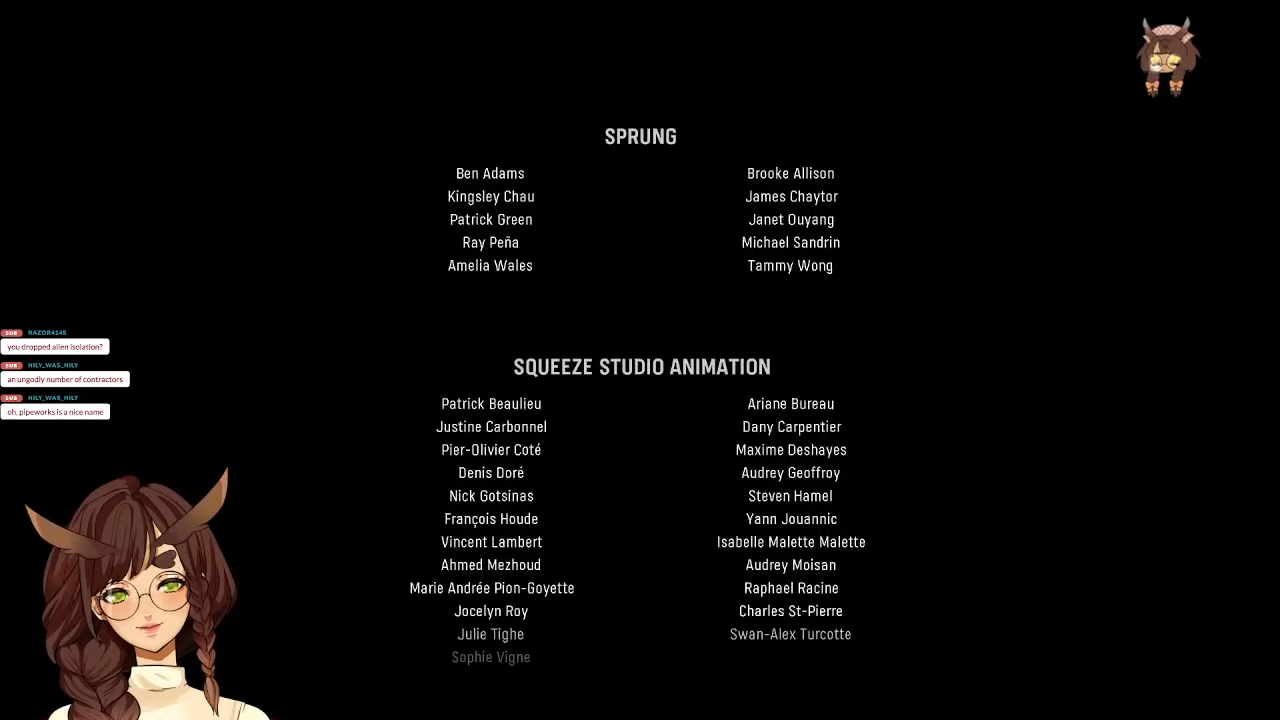 SPRUNG
Ben Adams Brooke Allison
Kingsley Chau James Chaytor
Patrick Green Janet Ouyang
Ray Peña Michael Sandrin
Amelia Wales Tammy Wong
SUB RAZOR4145
you dropped alien isolation?
SUB NILY_WAS_NILY
an ungodly number of contractors
SUB NILY_WAS_NILY
oh, pipeworks is a nice name
SQUEEZE STUDIO ANIMATION
Patrick Beaulieu Ariane Bureau
Justine Carbonnel Dany Carpentier
Pier-Olivier Coté Maxime Deshayes
Denis Doré Audrey Geoffroy
Nick Gotsinas Steven Hamel
François Houde Yann Jouannic
Vincent Lambert Isabelle Malette Malette
Ahmed Mezhoud Audrey Moisan
Marie Andrée Pion-Goyette Raphael Racine
Jocelyn Roy Charles St-Pierre
Julie Tighe Swan-Alex Turcotte
Sophie Vigne